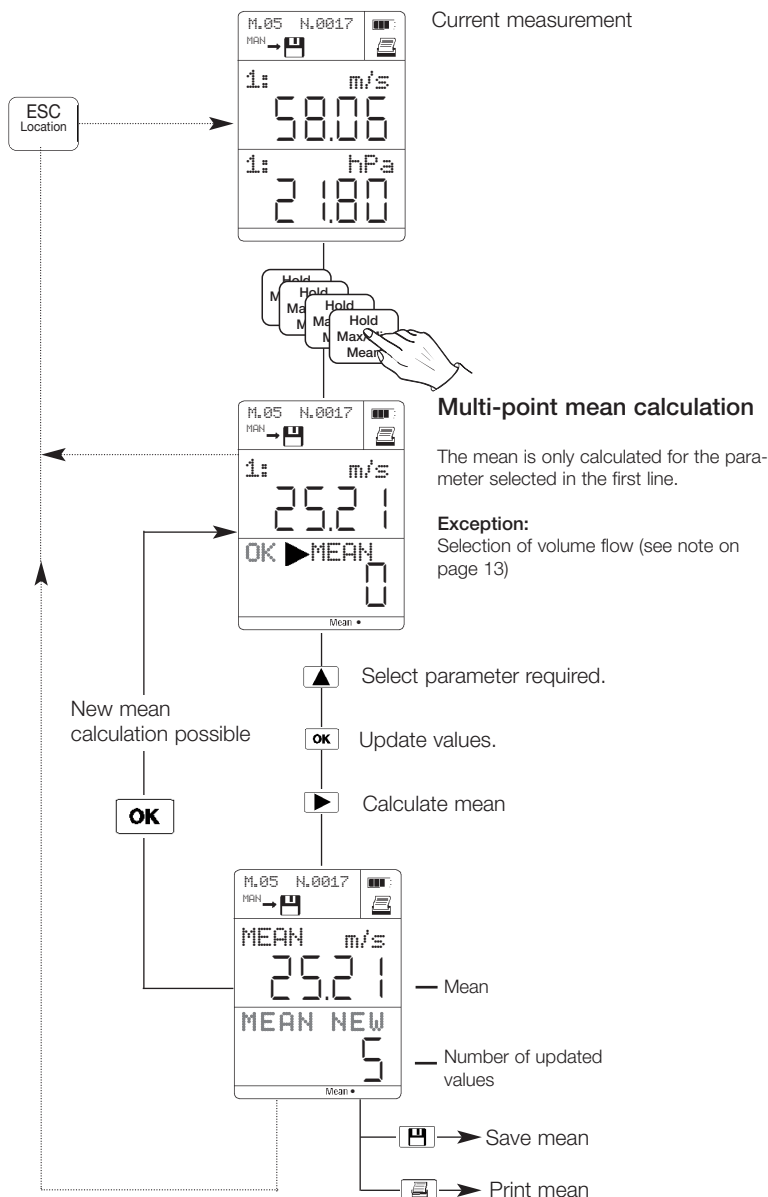 Current measurement
M.05 N.0017
MAN
1: m/s
58.06
1: hPa
21.80
ESC
Location
Hold
Hold
Hold
Hold
Mean
Multi-point mean calculation
The mean is only calculated for the para-
meter selected in the first line.
Exception:
Selection of volume flow (see note on
page 13)
M.05 N.0017
MAN
1: m/s
25.21
OK ▶MEAN
0
Mean •
▲ Select parameter required.
OK Update values.
▶ Calculate mean
New mean
calculation possible
OK
M.05 N.0017
MAN
MEAN m/s
25.21
Mean
MEAN NEW
5
Number of updated
values
Mean •
Save mean
Print mean